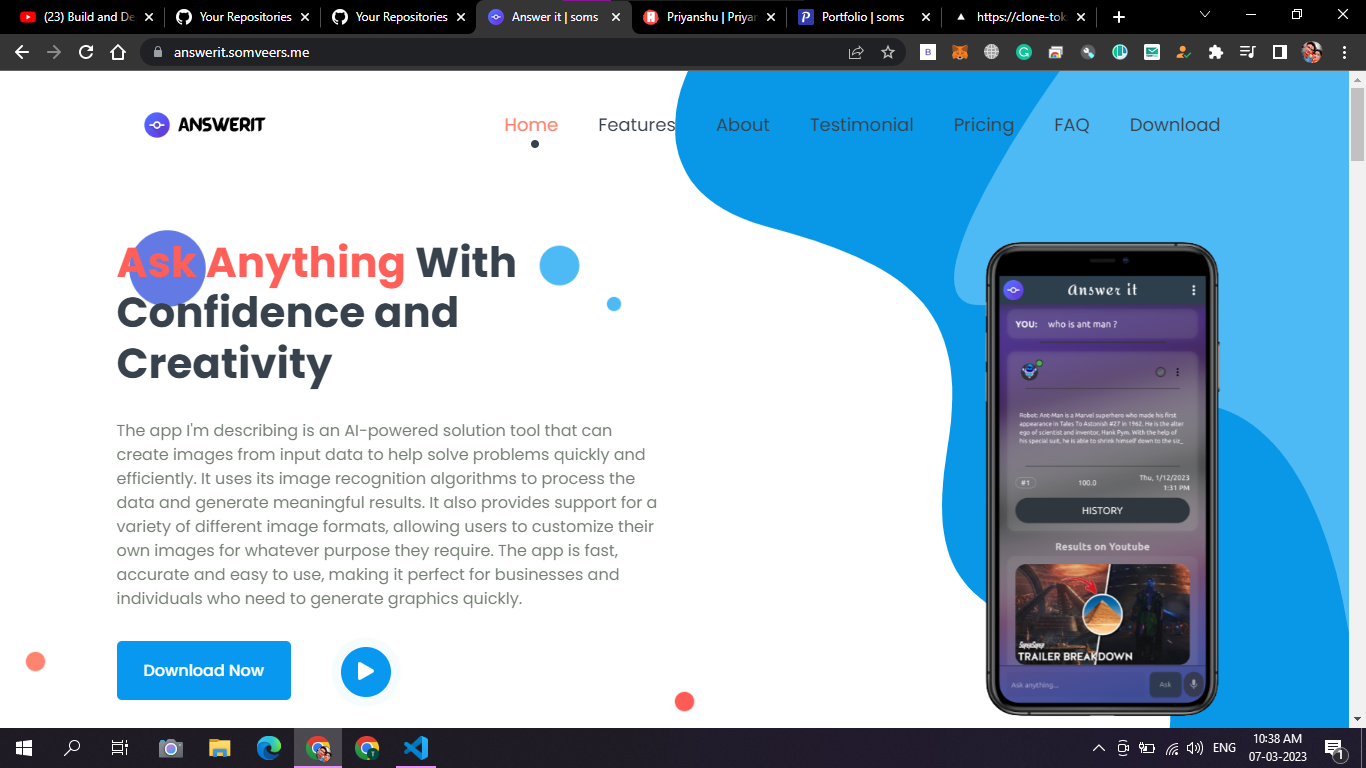 (23) Build and De
Your Repositories
Your Repositories
Answer it | soms
Priyanshu | Priyar
Portfolio | soms
https://clone-tok
answerit.somveers.me
ANSWERIT
Home
Features
About
Testimonial
Pricing
FAQ
Download
Ask Anything With
Confidence and
Creativity
The app I'm describing is an AI-powered solution tool that can
create images from input data to help solve problems quickly and
efficiently. It uses its image recognition algorithms to process the
data and generate meaningful results. It also provides support for a
variety of different image formats, allowing users to customize their
own images for whatever purpose they require. The app is fast,
accurate and easy to use, making it perfect for businesses and
individuals who need to generate graphics quickly.
Download Now
Answer it
YOU: who is ant man ?
Robot: Ant-Man is a Marvel superhero who made his first
appearance in Tales To Astonish #27 in 1962. He is the alter
ego of scientist and inventor, Hank Pym. With the help of
his special suit, he is able to shrink himself down to the siz_
#1
100.0
Thu, 1/12/2023
1:31 PM
HISTORY
Results on Youtube
TRAILER BREAKDOWN
Ask anything...
Ask
ENG
10:38 AM
07-03-2023
1